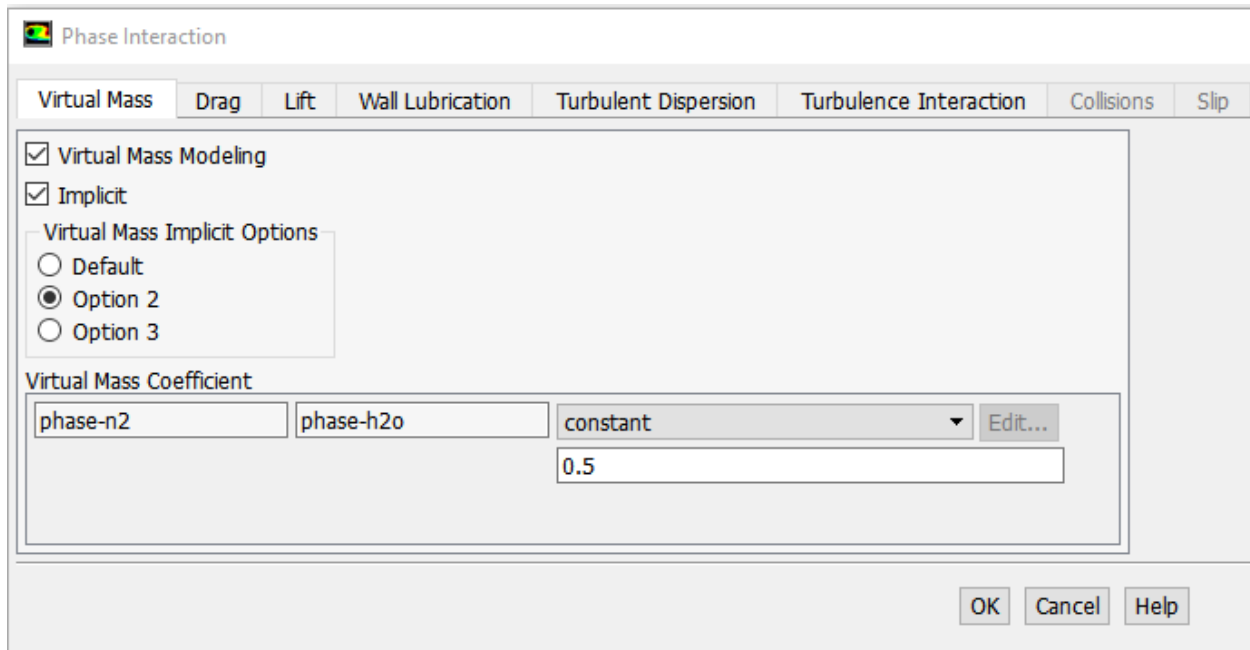 Phase Interaction
Virtual Mass Drag Lift Wall Lubrication Turbulent Dispersion Turbulence Interaction Collisions Slip
Virtual Mass Modeling
Implicit
Virtual Mass Implicit Options
Default
Option 2
Option 3
Virtual Mass Coefficient
phase-n2 phase-h2o constant Edit...
0.5
OK Cancel Help